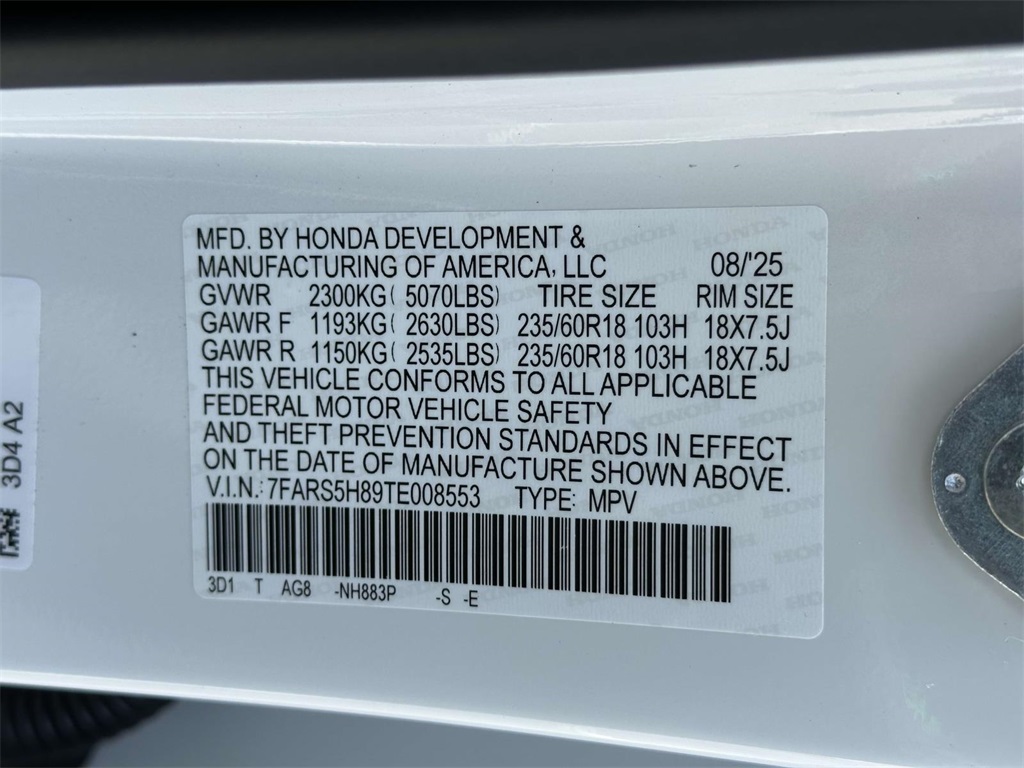 MFD. BY HONDA DEVELOPMENT &
MANUFACTURING OF AMERICA, LLC 08/'25
GVWR 2300KG( 5070LBS) TIRE SIZE RIM SIZE
GAWR F 1193KG( 2630LBS) 235/60R18 103H 18X7.5J
GAWR R 1150KG( 2535LBS) 235/60R18 103H 18X7.5J
THIS VEHICLE CONFORMS TO ALL APPLICABLE
FEDERAL MOTOR VEHICLE SAFETY
AND THEFT PREVENTION STANDARDS IN EFFECT
ON THE DATE OF MANUFACTURE SHOWN ABOVE.
V.I.N.: 7FARS5H89TE008553 TYPE: MPV
3D1 T AG8 -NH883P -S -E
3D4 A2